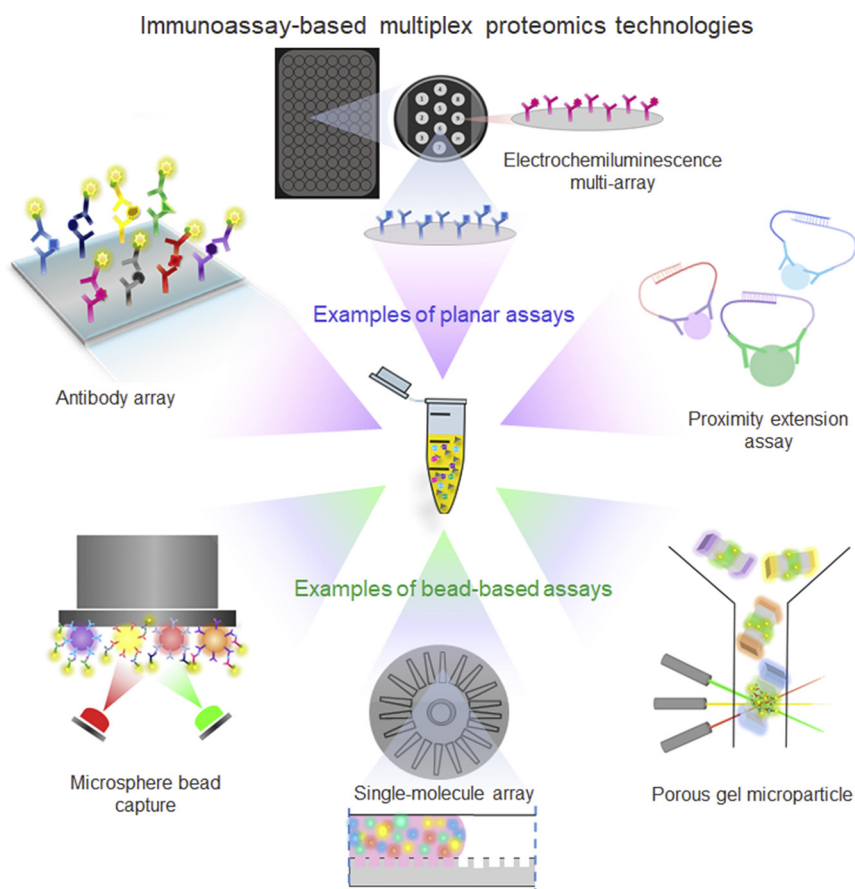 Immunoassay-based multiplex proteomics technologies
4
1
8
5
2
9
6
3
10
7
Electrochemiluminescence
multi-array
Examples of planar assays
Antibody array
Proximity extension
assay
Examples of bead-based assays
Microsphere bead
capture
Single-molecule array
Porous gel microparticle